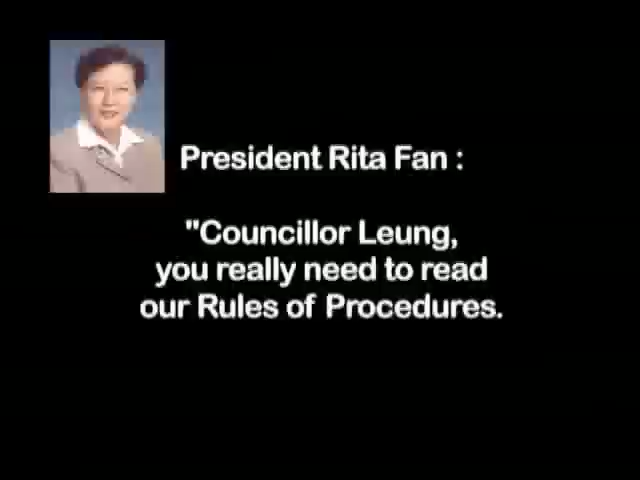 President Rita Fan :
"Councillor Leung,
you really need to read
our Rules of Procedures.